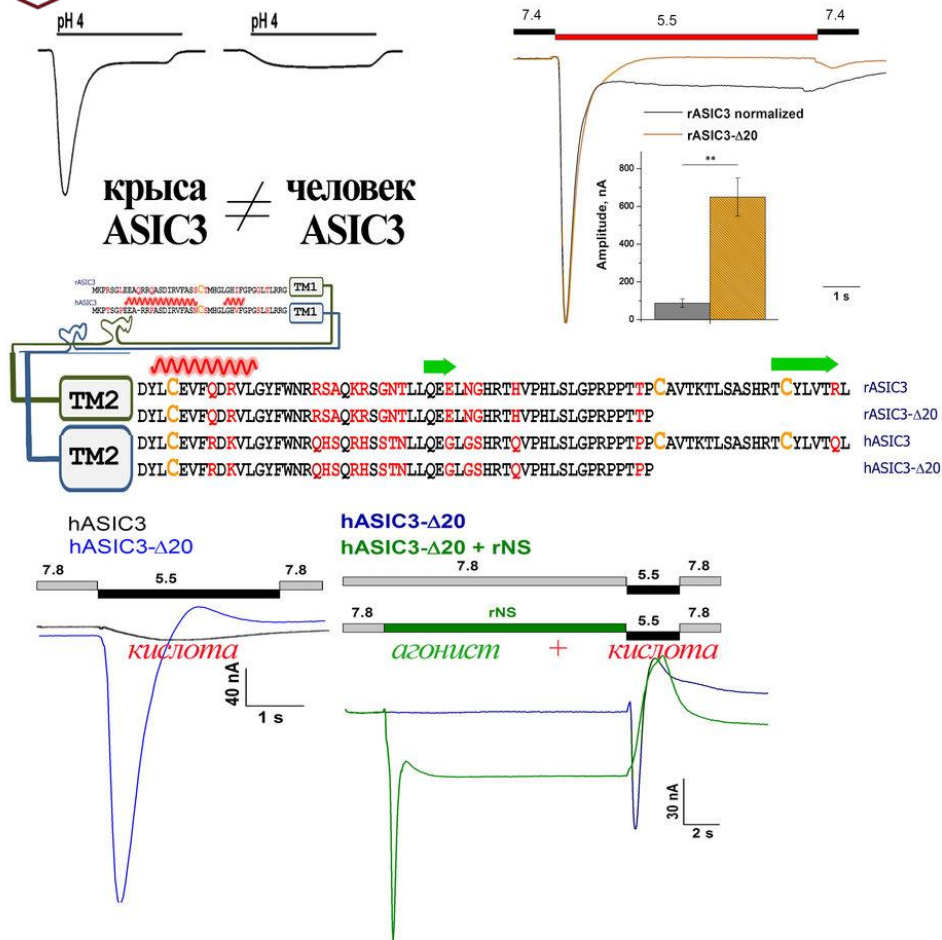 pH 4
pH 4
7.4
5.5
7.4
rASIC3 normalized
rASIC3-Δ20
**
Amplitude, nA
800
600
400
200
0
1 s
крыса ≠ человек
ASIC3 ASIC3
rASIC3
MKPRSGLEEAQRRQASDIRVFASSCTMHGLGHIFGPGGLTLRRG TM1
hASIC3
MKPTSGPEEA-RRPASDIRVFASNCSMHGLGHVFGPGSLSLRRG TM1
TM2
DYLCEVFQDRVLGYFWNRRSAQKRSGNTLLQEELNGHRTHVPHLSLGPRPPTTPCAVTKTLSASHRTCYLVTRL rASIC3
DYLCEVFQDRVLGYFWNRRSAQKRSGNTLLQEELNGHRTHVPHLSLGPRPPTTP rASIC3-Δ20
TM2
DYLCEVFRDKVLGYFWNRQHSQRHSSTNLLQEGLGSHRTQVPHLSLGPRPPTPPCAVTKTLSASHRTCYLVTQL hASIC3
DYLCEVFRDKVLGYFWNRQHSQRHSSTNLLQEGLGSHRTQVPHLSLGPRPPTPP hASIC3-Δ20
hASIC3
hASIC3-Δ20
7.8
5.5
7.8
кислота
40 nA
1 s
hASIC3-Δ20
hASIC3-Δ20 + rNS
7.8
5.5
7.8
7.8
rNS
5.5
7.8
агонист + кислота
30 nA
2 s